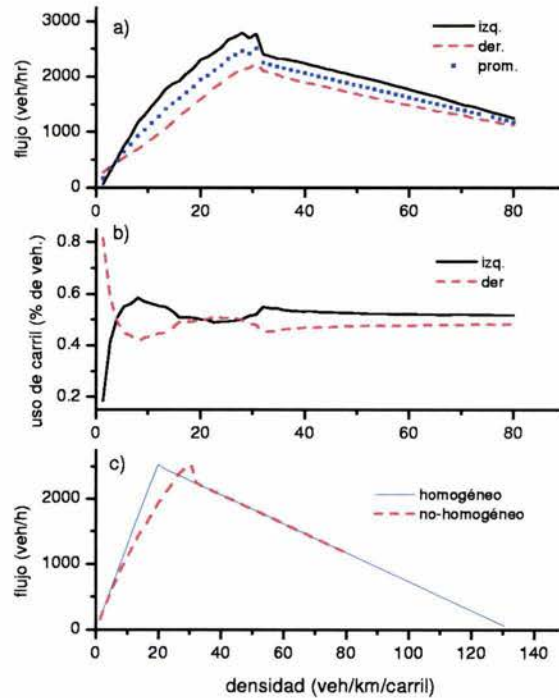 a)
izq.
der.
prom.
flujo (veh/hr)
3000
2000
1000
0
0 20 40 60 80
b)
izq.
der
uso de carril (% de veh.)
0.8
0.6
0.4
0.2
0 20 40 60 80
c)
homogéneo
no-homogéneo
flujo (veh/h)
2000
1000
0
0 20 40 60 80 100 120 140
densidad (veh/km/carril)